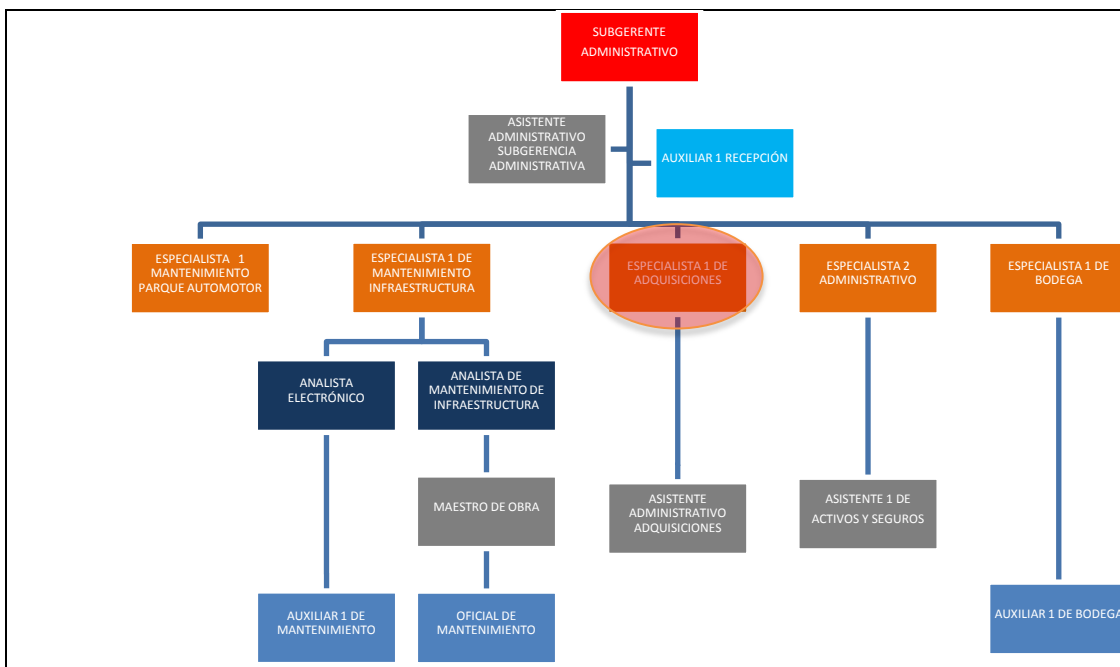 SUBGERENTE
ADMINISTRATIVO
ASISTENTE
ADMINISTRATIVO
SUBGERENCIA
ADMINISTRATIVA
AUXILIAR 1 RECEPCIÓN
ESPECIALISTA 1
MANTENIMIENTO
PARQUE AUTOMOTOR
ESPECIALISTA 1 DE
MANTENIMIENTO
INFRAESTRUCTURA
ESPECIALISTA 1 DE
ADQUISICIONES
ESPECIALISTA 2
ADMINISTRATIVO
ESPECIALISTA 1 DE
BODEGA
ANALISTA
ELECTRÓNICO
ANALISTA DE
MANTENIMIENTO DE
INFRAESTRUCTURA
MAESTRO DE OBRA
ASISTENTE
ADMINISTRATIVO
ADQUISICIONES
ASISTENTE 1 DE
ACTIVOS Y SEGUROS
AUXILIAR 1 DE
MANTENIMIENTO
OFICIAL DE
MANTENIMIENTO
AUXILIAR 1 DE BODEGA